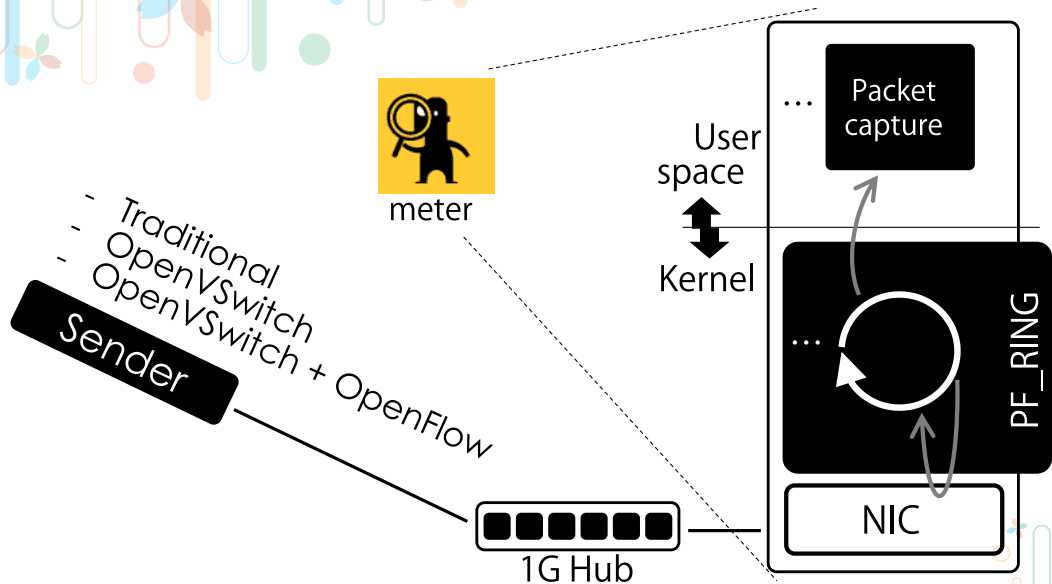 meter
- Traditional
- OpenVSwitch
- OpenVSwitch + OpenFlow
Sender
1G Hub
User
space
Kernel
...
Packet
capture
...
PF_RING
NIC